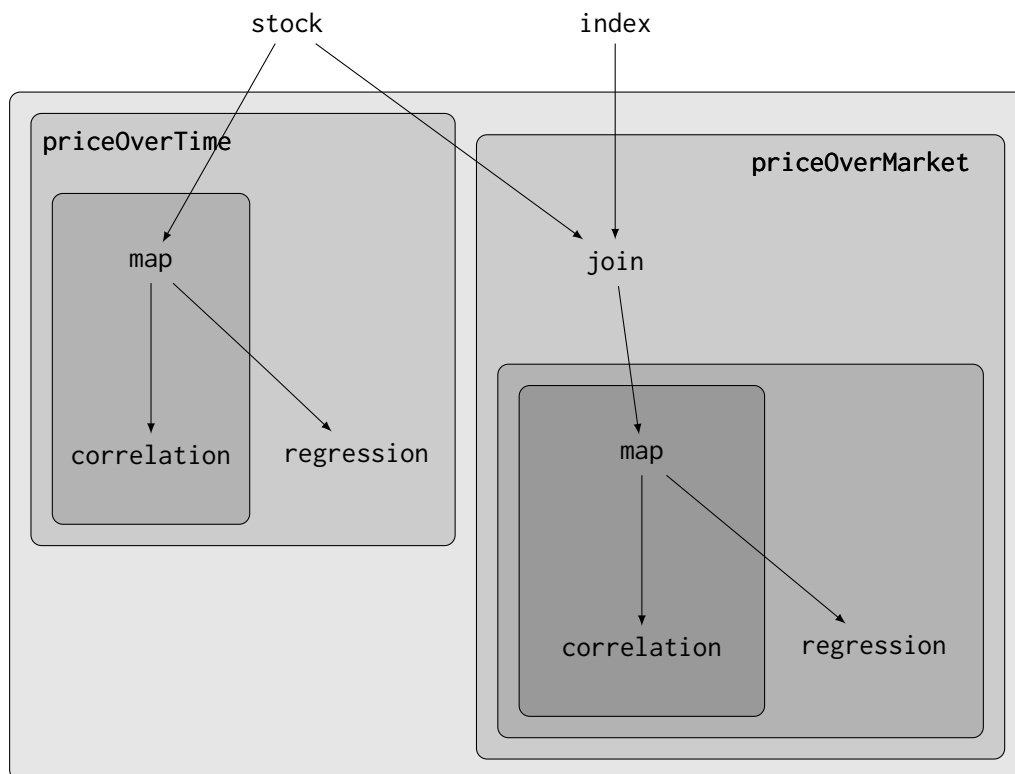 stock
index
priceOverTime
priceOverMarket
map
join
correlation
regression
map
correlation
regression